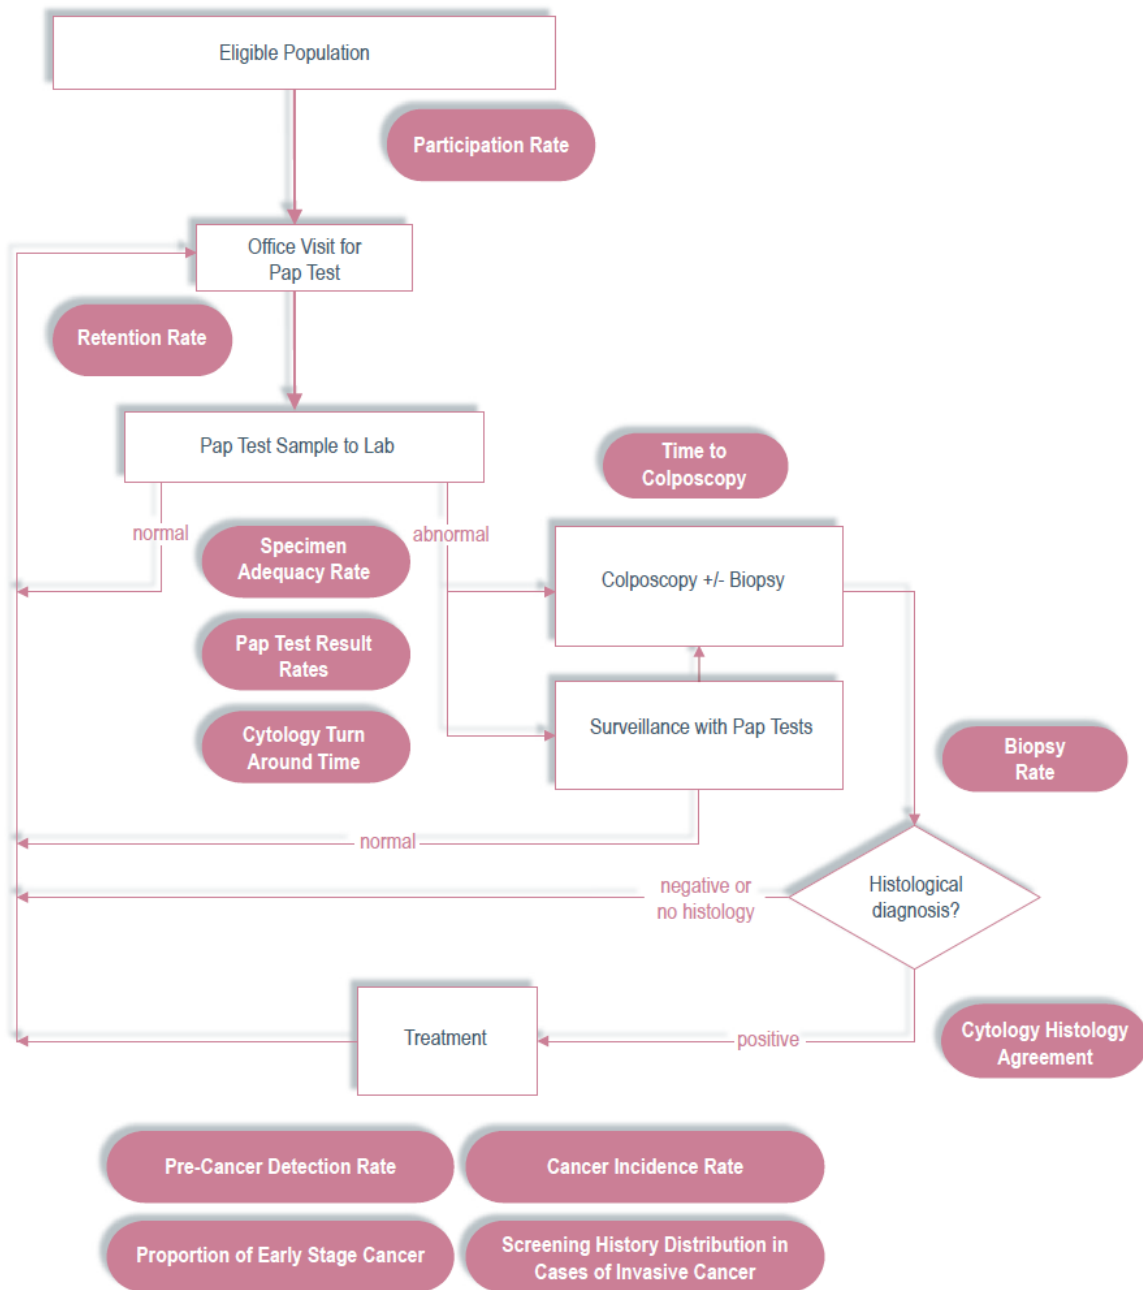 Eligible Population
Participation Rate
Office Visit for
Pap Test
Retention Rate
Pap Test Sample to Lab
Time to
Colposcopy
normal
abnormal
Specimen
Adequacy Rate
Colposcopy +/- Biopsy
Pap Test Result
Rates
Surveillance with Pap Tests
Cytology Turn
Around Time
Biopsy
Rate
normal
negative or
no histology
Histological
diagnosis?
Treatment
positive
Cytology Histology
Agreement
Pre-Cancer Detection Rate
Cancer Incidence Rate
Proportion of Early Stage Cancer
Screening History Distribution in
Cases of Invasive Cancer